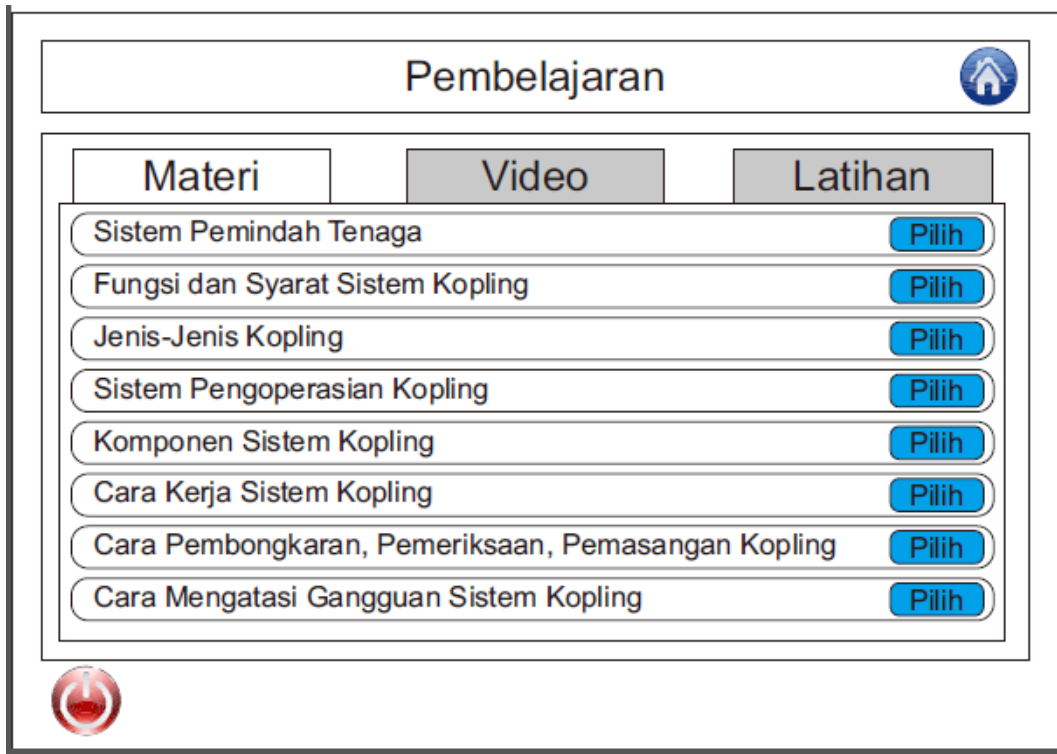 Pembelajaran
Materi
Video
Latihan
Sistem Pemindah Tenaga
Pilih
Fungsi dan Syarat Sistem Kopling
Pilih
Jenis-Jenis Kopling
Pilih
Sistem Pengoperasian Kopling
Pilih
Komponen Sistem Kopling
Pilih
Cara Kerja Sistem Kopling
Pilih
Cara Pembongkaran, Pemeriksaan, Pemasangan Kopling
Pilih
Cara Mengatasi Gangguan Sistem Kopling
Pilih